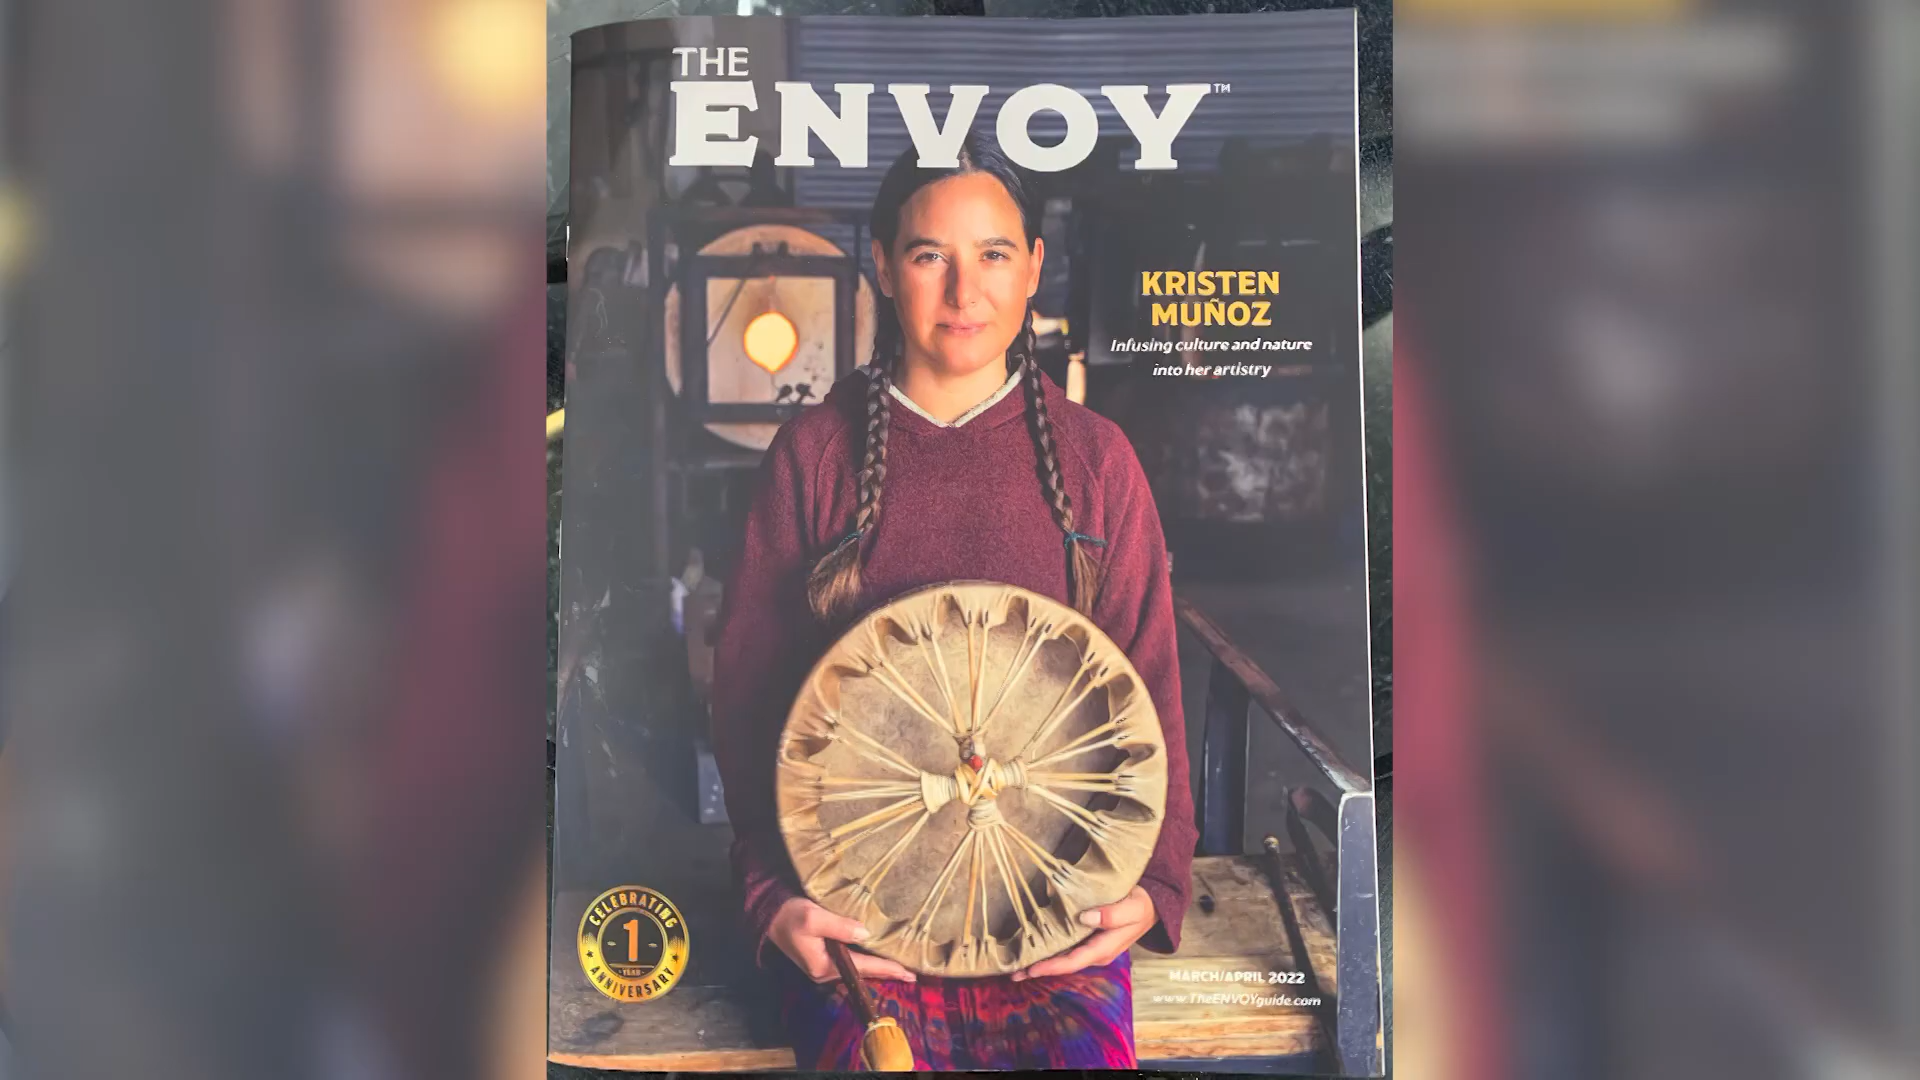 THE
ENVOY™
KRISTEN
MUÑOZ
Infusing culture and nature
into her artistry
CELEBRATING
1
YEAR
ANNIVERSARY
MARCH/APRIL 2022
www.TheENVOYguide.com